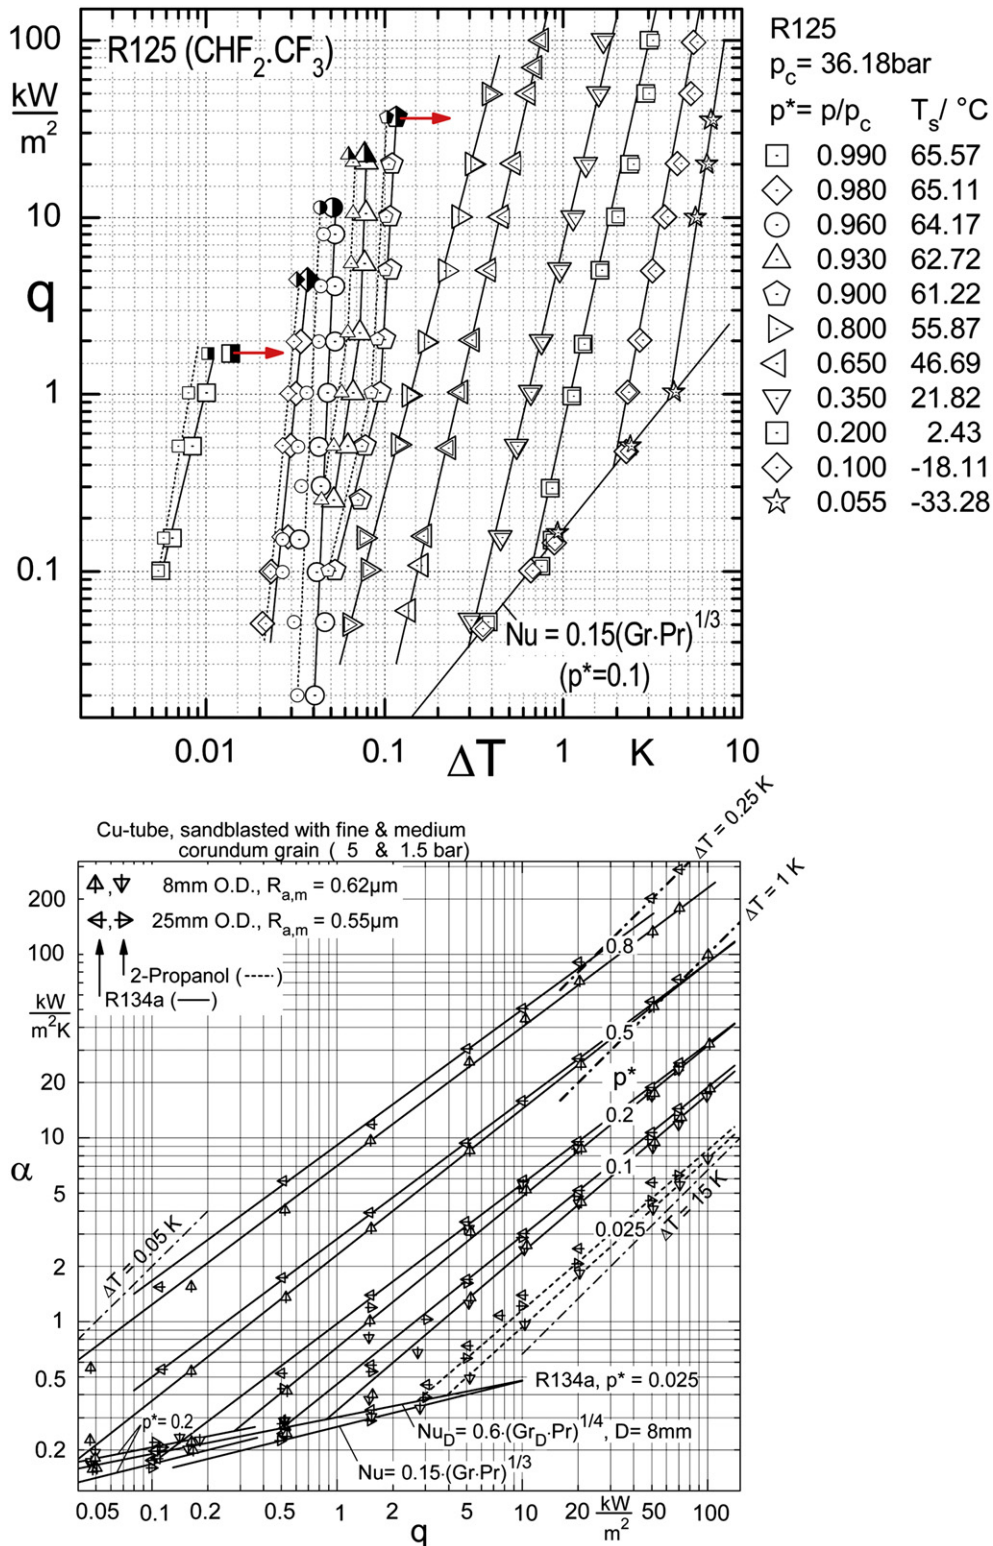 R125 (CHF₂.CF₃)
100
kW
m²
10
q
1
0.1
0.01
0.1
ΔT
1
K
10
Nu = 0.15(Gr·Pr)^1/3
(p*=0.1)
R125
p_c = 36.18bar
p*= p/p_c T_s/ °C
0.990 65.57
0.980 65.11
0.960 64.17
0.930 62.72
0.900 61.22
0.800 55.87
0.650 46.69
0.350 21.82
0.200 2.43
0.100 -18.11
0.055 -33.28
Cu-tube, sandblasted with fine & medium
corundum grain ( 5 & 1.5 bar)
8mm O.D., R_a,m = 0.62µm
25mm O.D., R_a,m = 0.55µm
2-Propanol (-----)
R134a (——)
ΔT = 0.25 K
ΔT = 1 K
ΔT = 0.05 K
ΔT = 15 K
0.8
0.5
p*
0.2
0.1
0.025
p*= 0.2
R134a, p* = 0.025
Nu_D = 0.6·(Gr_D·Pr)^1/4, D= 8mm
Nu= 0.15·(Gr·Pr)^1/3
200
100
kW
m²K
50
20
10
α
5
2
1
0.5
0.2
0.05 0.1 0.2 0.5 1 2 5 10 20 kW/m² 50 100
q